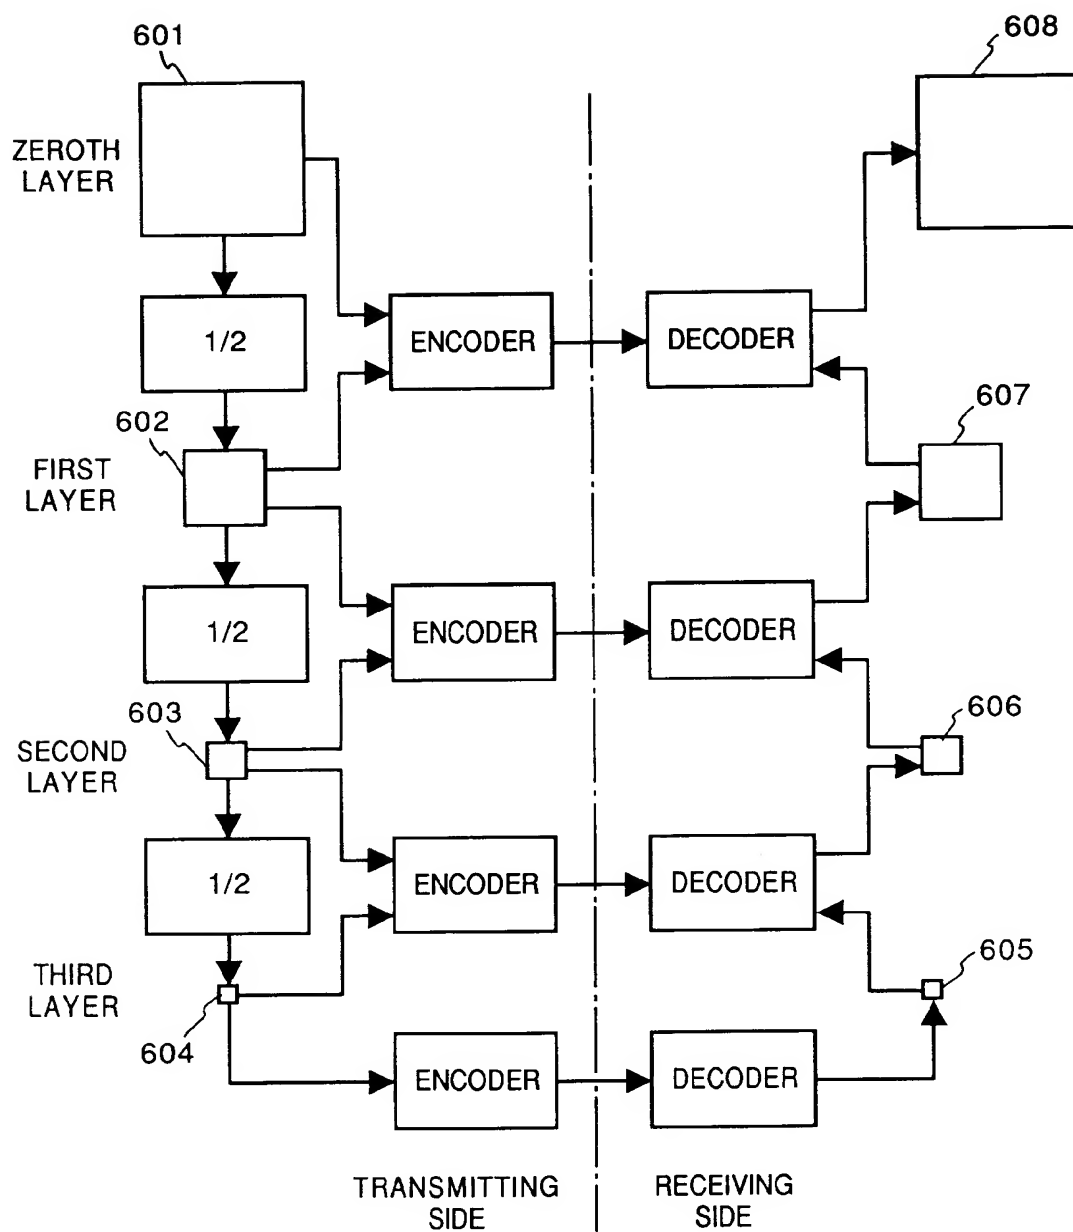 601
608
ZEROTH
LAYER
1/2
ENCODER
DECODER
602
607
FIRST
LAYER
1/2
ENCODER
DECODER
603
606
SECOND
LAYER
1/2
ENCODER
DECODER
THIRD
LAYER
605
604
ENCODER
DECODER
TRANSMITTING
SIDE
RECEIVING
SIDE